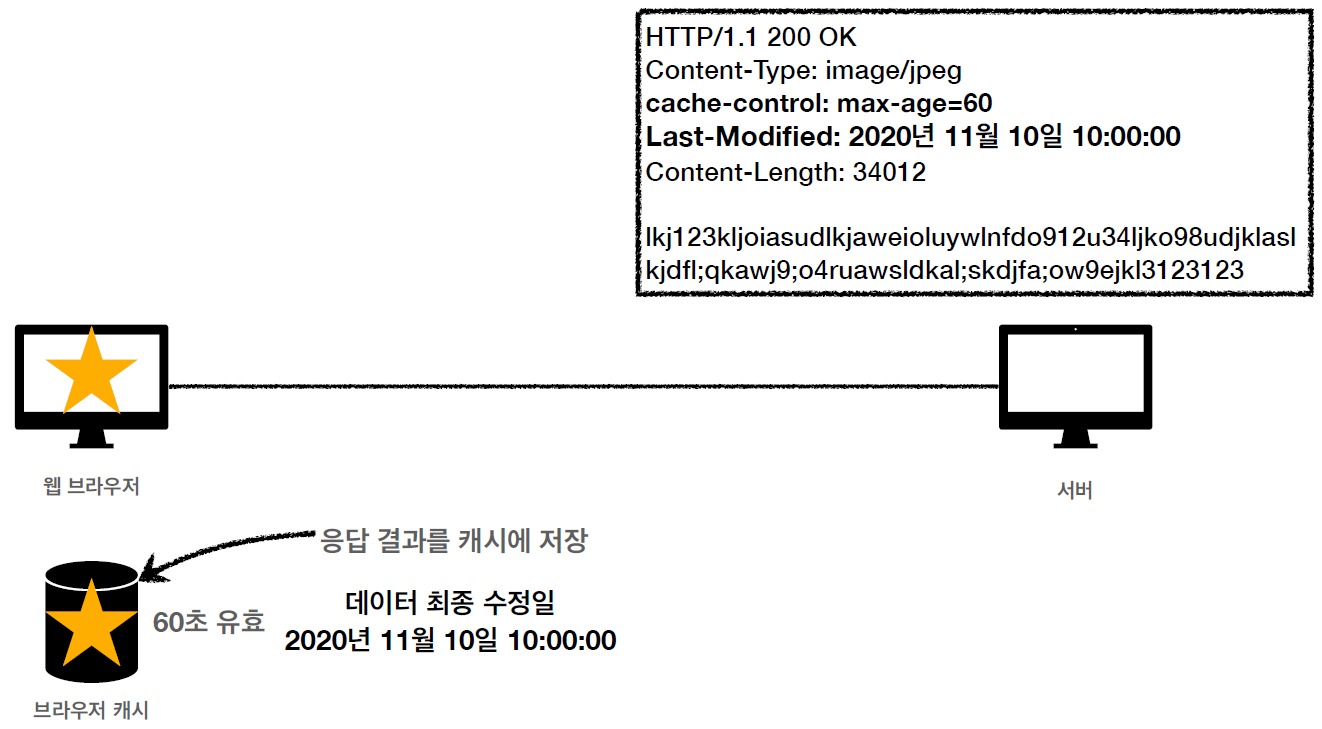 HTTP/1.1 200 OK
Content-Type: image/jpeg
cache-control: max-age=60
Last-Modified: 2020년 11월 10일 10:00:00
Content-Length: 34012
lkj123kljoiasudlkjaweioluywlnfdo912u34ljko98udjklasl
kjdfl;qkawj9;o4ruawsldkal;skdjfa;ow9ejkl3123123
웹 브라우저
서버
응답 결과를 캐시에 저장
60초 유효
데이터 최종 수정일
2020년 11월 10일 10:00:00
브라우저 캐시